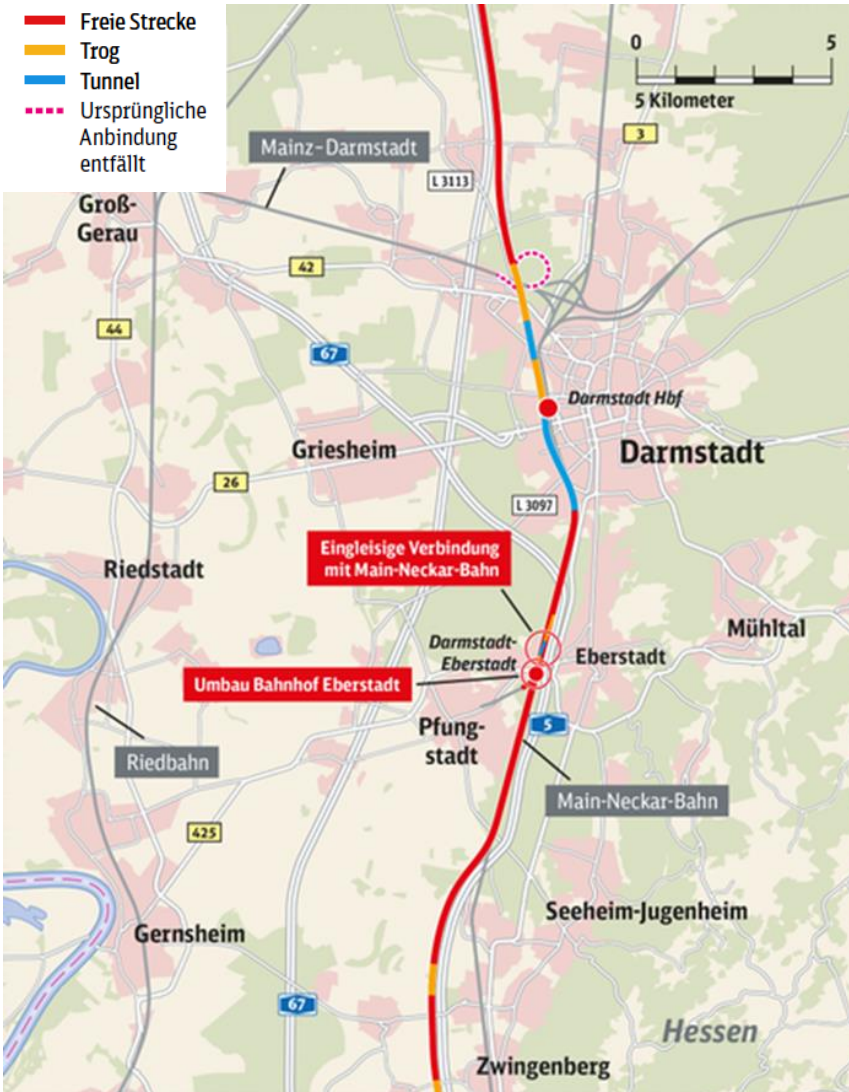 Freie Strecke
Trog
Tunnel
Ursprüngliche
Anbindung
entfällt
0 5
5 Kilometer
3
Mainz-Darmstadt
L 3113
Groß-
Gerau
42
44
67
Darmstadt Hbf
Griesheim
Darmstadt
26
L 3097
Eingleisige Verbindung
mit Main-Neckar-Bahn
Riedstadt
Mühltal
Darmstadt-
Eberstadt
Eberstadt
Umbau Bahnhof Eberstadt
Pfung-
stadt
5
Riedbahn
Main-Neckar-Bahn
425
Seeheim-Jugenheim
Gernsheim
67
Hessen
Zwingenberg